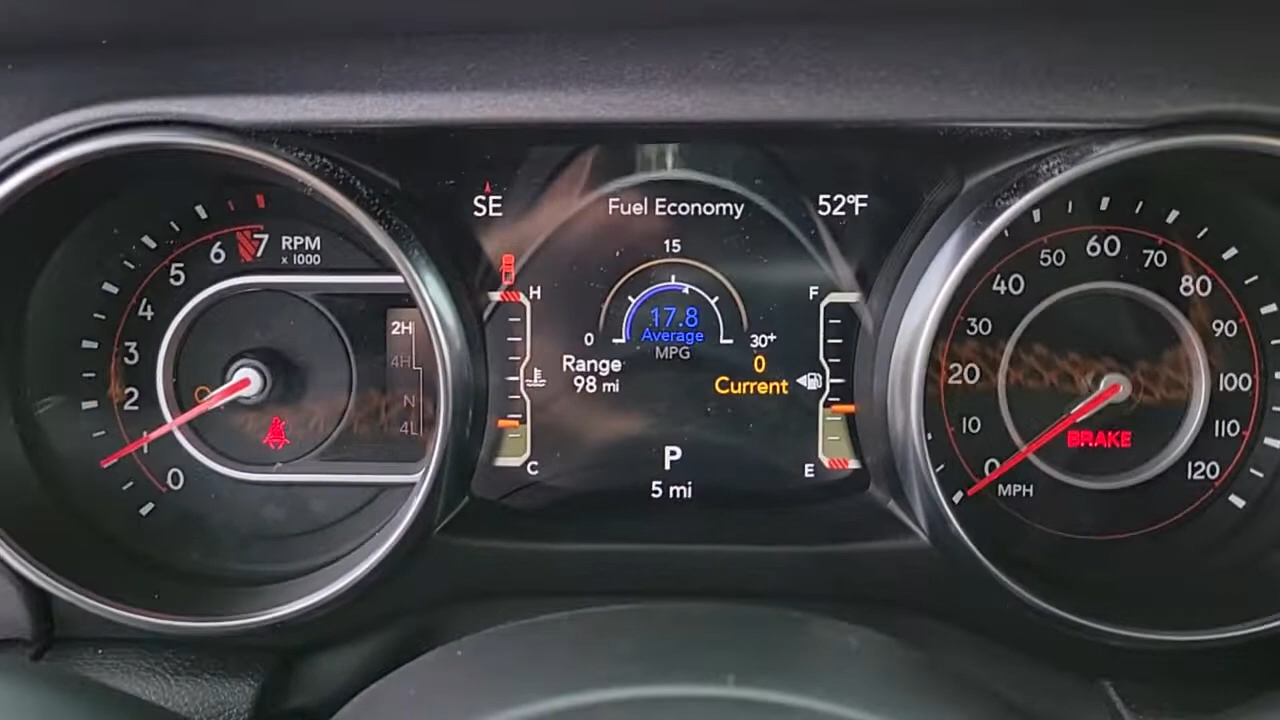 SE
Fuel Economy
52°F
0 1 2 3 4 5 6 7
RPM
x 1000
2H
4H
N
4L
H
C
15
0
30+
17.8
Average
MPG
Range
98 mi
0
Current
F
E
P
5 mi
0 10 20 30 40 50 60 70 80 90 100 110 120
MPH
BRAKE